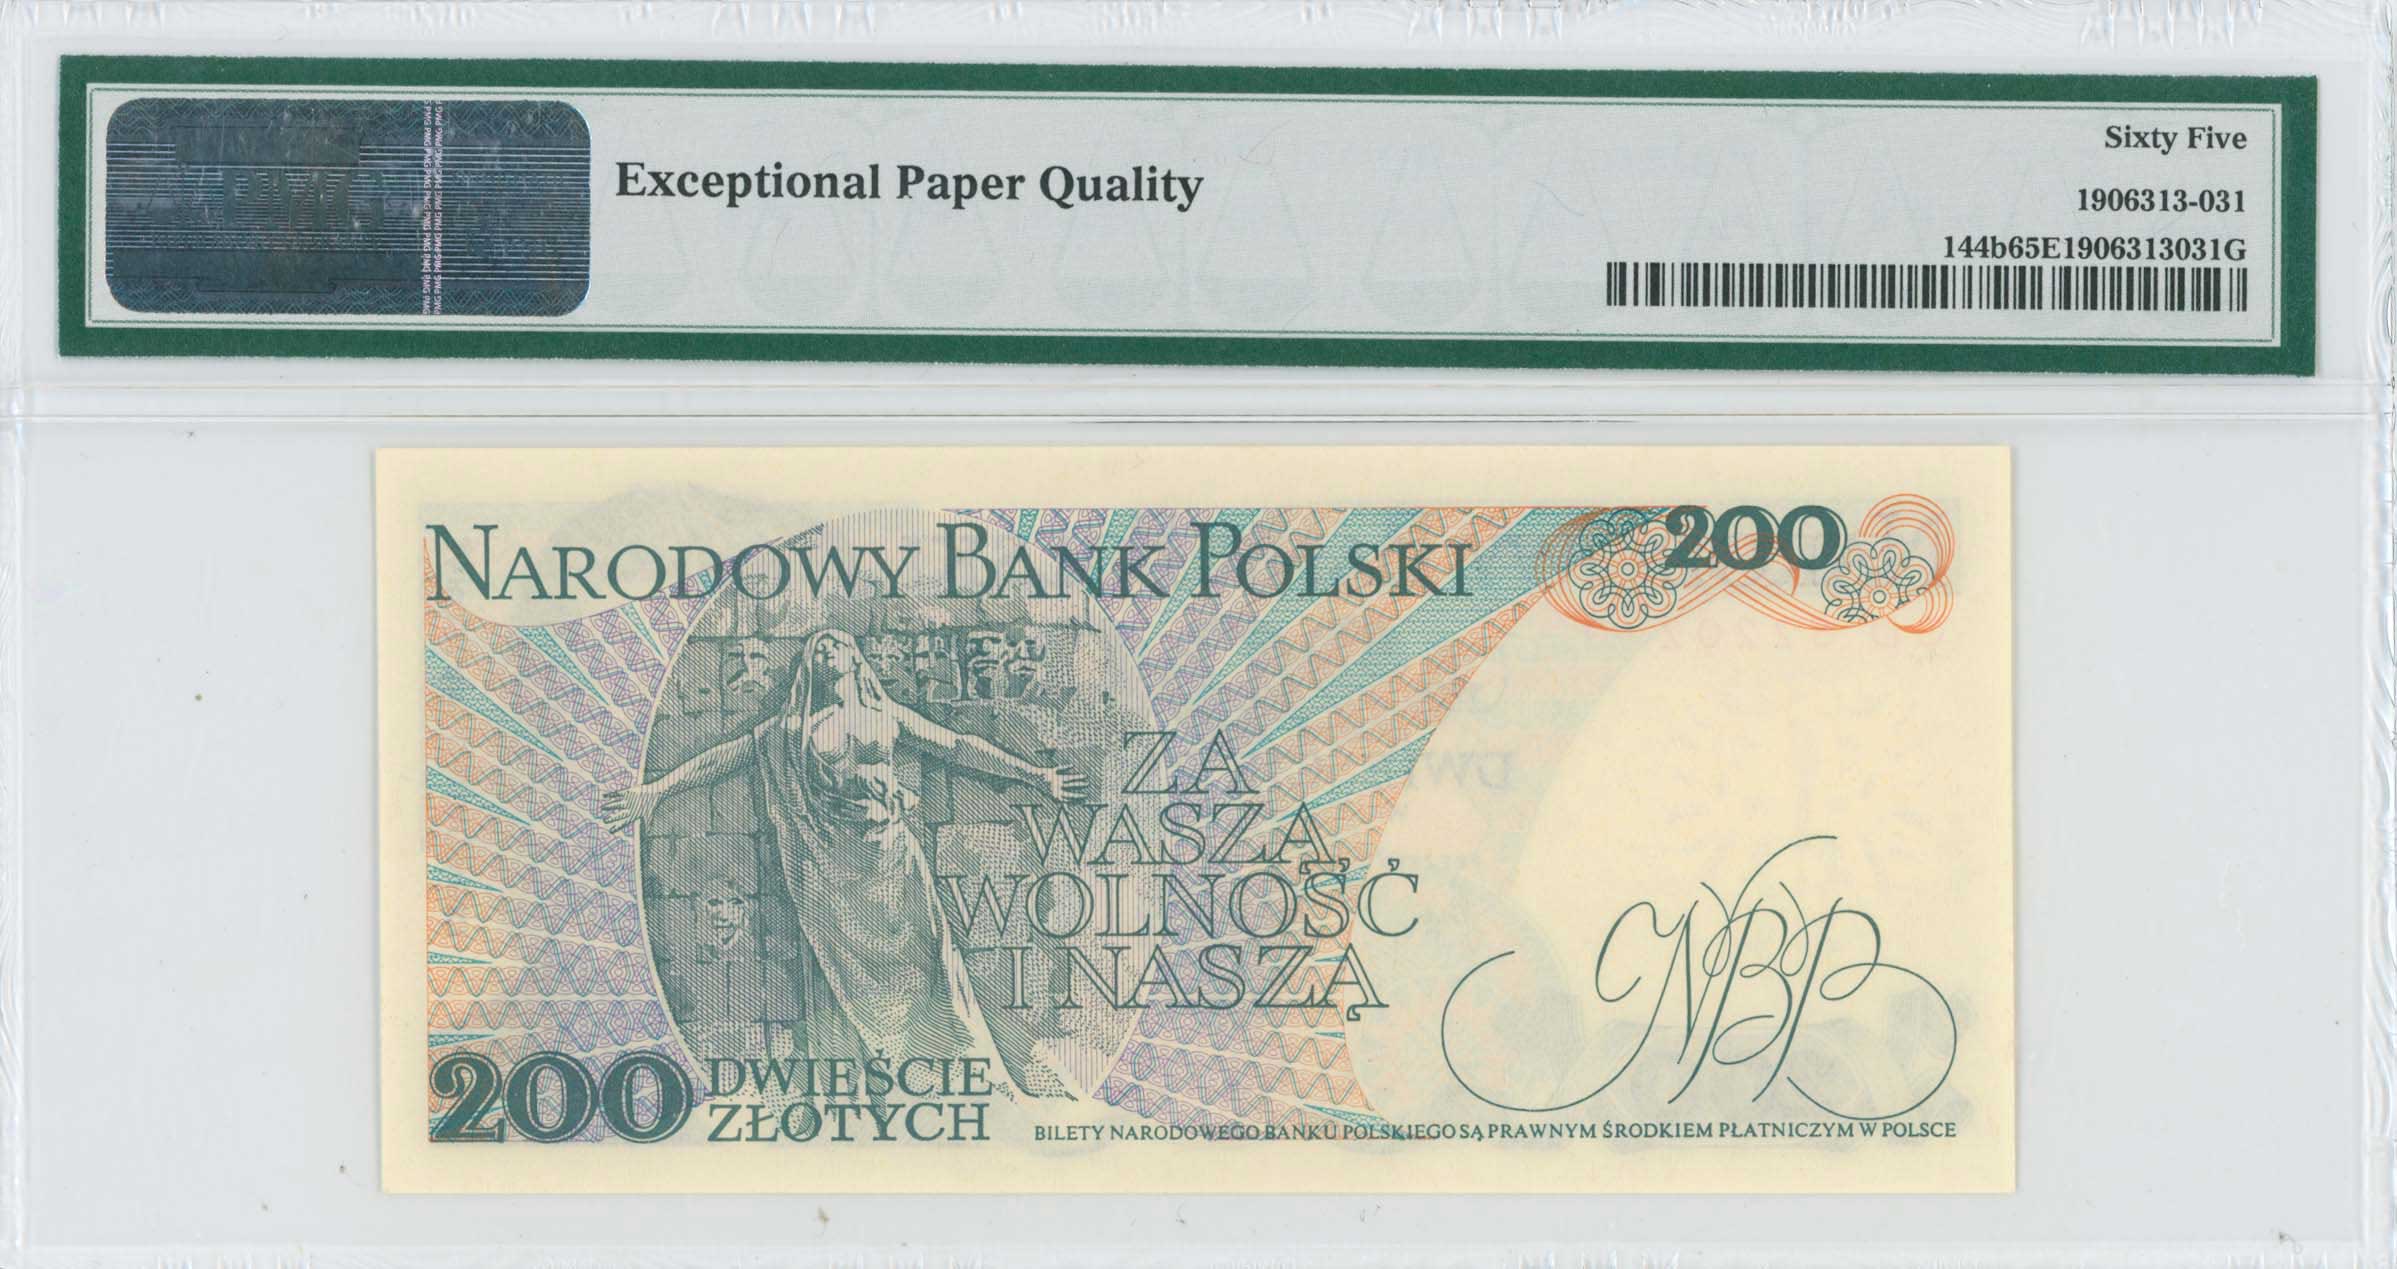 Exceptional Paper Quality
Sixty Five
1906313-031
144b65E1906313031G
NARODOWY BANK POLSKI
200
ZA
WASZĄ,
WOLNOŚĆ
I NASZĄ
NBP
200 DWIEŚCIE
ZŁOTYCH
BILETY NARODOWEGO BANKU POLSKIEGO SĄ PRAWNYM ŚRODKIEM PŁATNICZYM W POLSCE